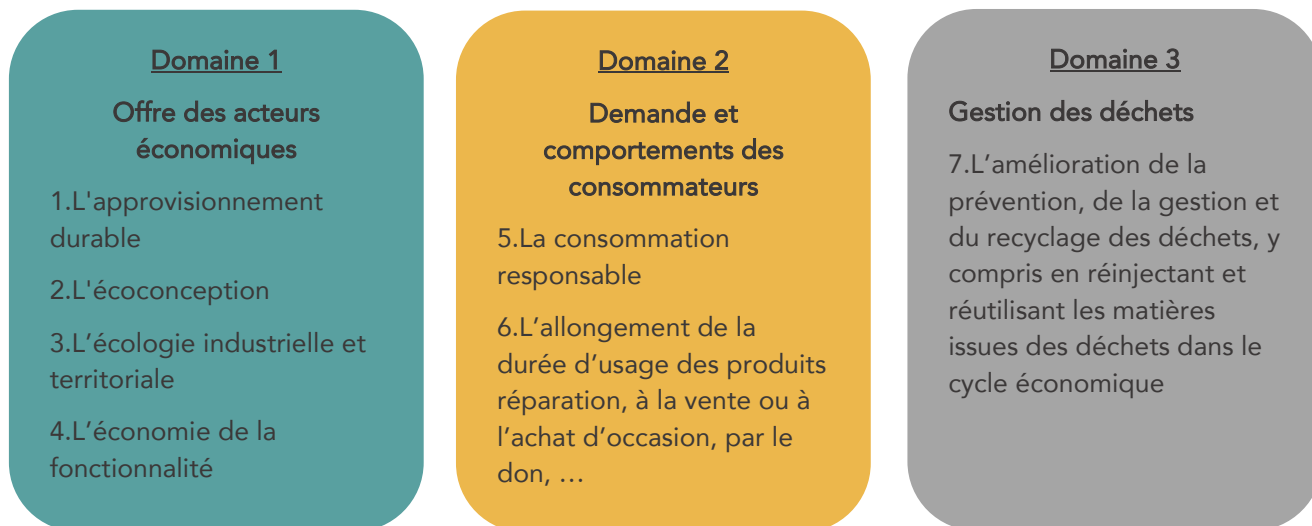 Domaine 1
Offre des acteurs
économiques
1.L'approvisionnement
durable
2.L'écoconception
3.L’écologie industrielle et
territoriale
4.L’économie de la
fonctionnalité
Domaine 2
Demande et
comportements des
consommateurs
5.La consommation
responsable
6.L’allongement de la
durée d’usage des produits
réparation, à la vente ou à
l’achat d’occasion, par le
don, …
Domaine 3
Gestion des déchets
7.L’amélioration de la
prévention, de la gestion et
du recyclage des déchets, y
compris en réinjectant et
réutilisant les matières
issues des déchets dans le
cycle économique